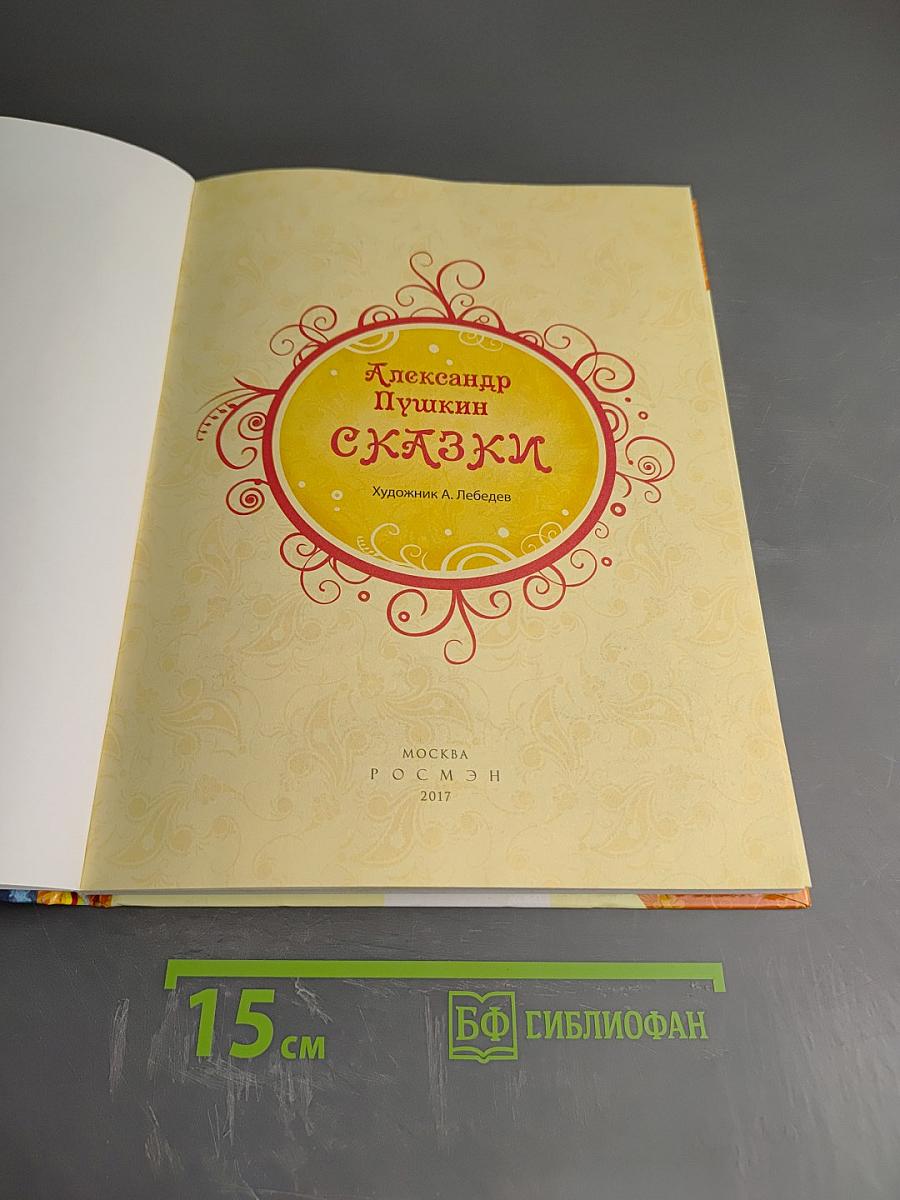 Александр
Пушкин
СКАЗКИ
Художник А. Лебедев
МОСКВА
РОСМЭН
2017
15 см
БФ БИБЛИОФАН